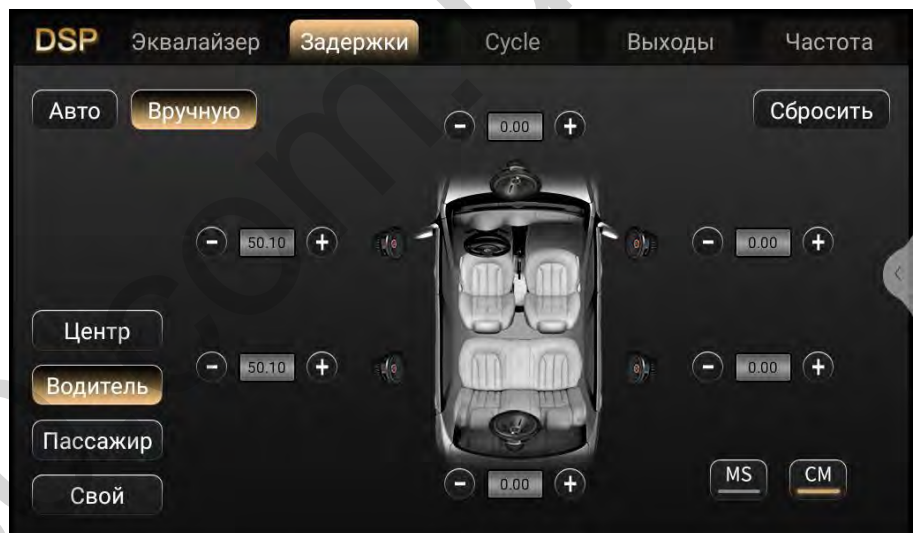 DSP Эквалайзер Задержки Cycle Выходы Частота
Авто Вручную Сбросить
- 0.00 +
- 50.10 + - 0.00 +
Центр
- 50.10 + - 0.00 +
Водитель
Пассажир
MS CM
- 0.00 +
Свой